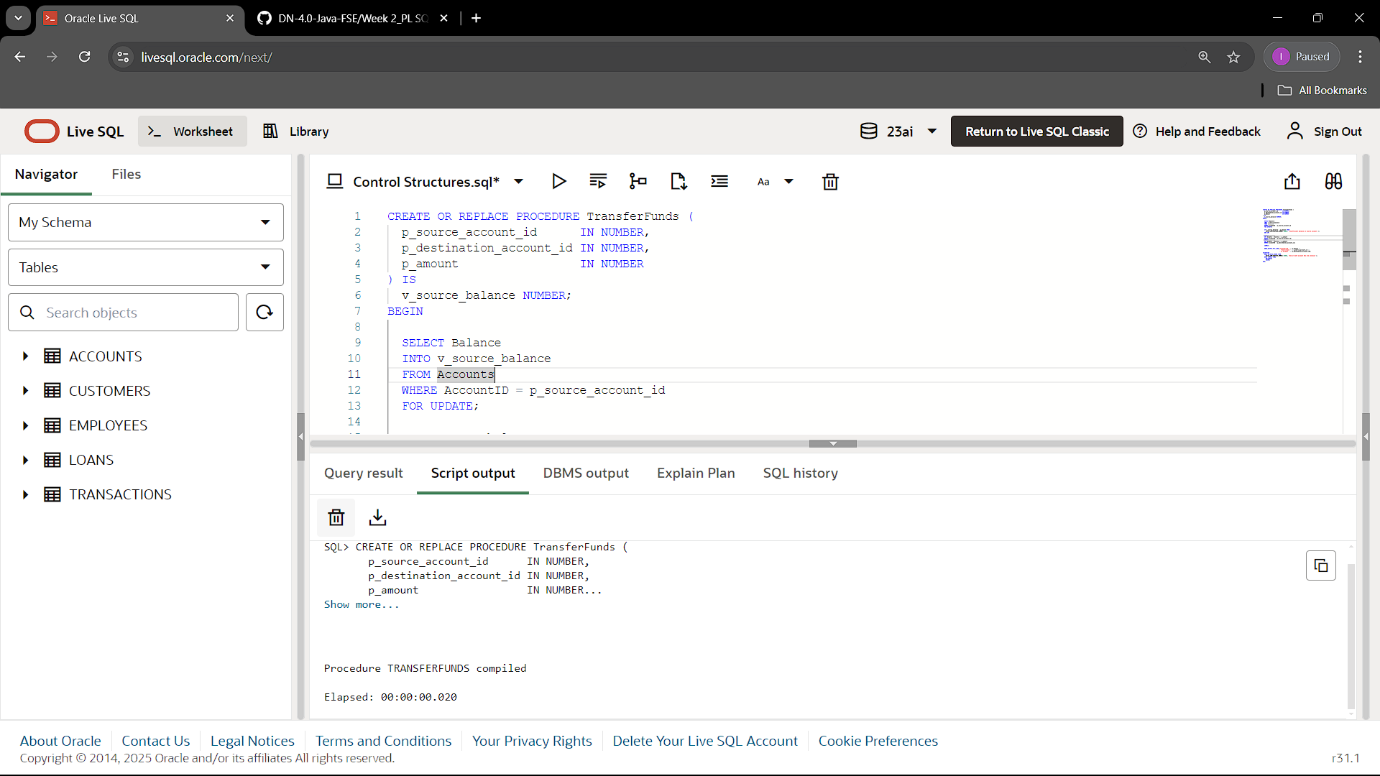 Oracle Live SQL
DN-4.0-Java-FSE/Week 2_PL SQ
livesql.oracle.com/next/
I Paused
All Bookmarks
Live SQL
>_ Worksheet
Library
23ai
Return to Live SQL Classic
Help and Feedback
Sign Out
Navigator
Files
My Schema
Tables
Search objects
ACCOUNTS
CUSTOMERS
EMPLOYEES
LOANS
TRANSACTIONS
Control Structures.sql*
Aa
1 CREATE OR REPLACE PROCEDURE TransferFunds (
2 p_source_account_id IN NUMBER,
3 p_destination_account_id IN NUMBER,
4 p_amount IN NUMBER
5 ) IS
6 v_source_balance NUMBER;
7 BEGIN
8
9 SELECT Balance
10 INTO v_source_balance
11 FROM Accounts
12 WHERE AccountID = p_source_account_id
13 FOR UPDATE;
14
Query result
Script output
DBMS output
Explain Plan
SQL history
SQL> CREATE OR REPLACE PROCEDURE TransferFunds (
p_source_account_id IN NUMBER,
p_destination_account_id IN NUMBER,
p_amount IN NUMBER...
Show more...
Procedure TRANSFERFUNDS compiled
Elapsed: 00:00:00.020
About Oracle
Contact Us
Legal Notices
Terms and Conditions
Your Privacy Rights
Delete Your Live SQL Account
Cookie Preferences
Copyright © 2014, 2025 Oracle and/or its affiliates All rights reserved.
r31.1